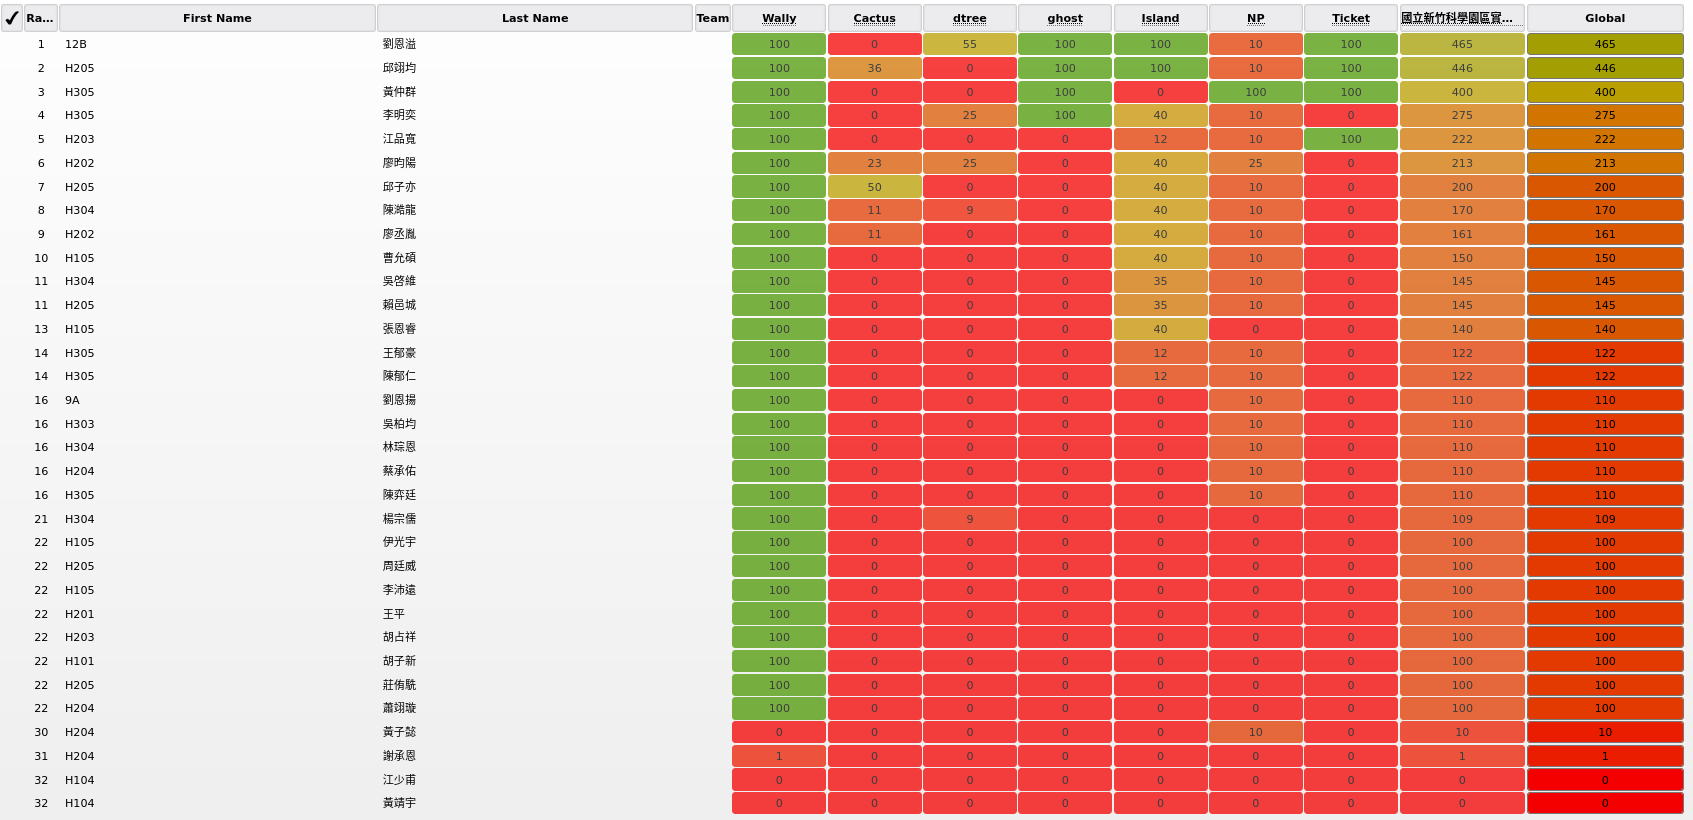 ✓ Ra... First Name Last Name Team Wally Cactus dtree ghost Island NP Ticket 國立新竹科學園區實... Global
1 12B 劉恩溢 100 0 55 100 100 10 100 465 465
2 H205 邱翊均 100 36 0 100 100 10 100 446 446
3 H305 黃仲群 100 0 0 100 0 100 100 400 400
4 H305 李明奕 100 0 25 100 40 10 0 275 275
5 H203 江品寬 100 0 0 0 12 10 100 222 222
6 H202 廖昀陽 100 23 25 0 40 25 0 213 213
7 H205 邱子亦 100 50 0 0 40 10 0 200 200
8 H304 陳澔龍 100 11 9 0 40 10 0 170 170
9 H202 廖丞胤 100 11 0 0 40 10 0 161 161
10 H105 曹允碩 100 0 0 0 40 10 0 150 150
11 H304 吳啓維 100 0 0 0 35 10 0 145 145
11 H205 賴邑城 100 0 0 0 35 10 0 145 145
13 H105 張恩睿 100 0 0 0 40 0 0 140 140
14 H305 王郁豪 100 0 0 0 12 10 0 122 122
14 H305 陳郁仁 100 0 0 0 12 10 0 122 122
16 9A 劉恩揚 100 0 0 0 0 10 0 110 110
16 H303 吳柏均 100 0 0 0 0 10 0 110 110
16 H304 林琮恩 100 0 0 0 0 10 0 110 110
16 H204 蔡承佑 100 0 0 0 0 10 0 110 110
16 H305 陳弈廷 100 0 0 0 0 10 0 110 110
21 H304 楊宗儒 100 0 9 0 0 0 0 109 109
22 H105 伊光宇 100 0 0 0 0 0 0 100 100
22 H205 周廷威 100 0 0 0 0 0 0 100 100
22 H105 李沛遠 100 0 0 0 0 0 0 100 100
22 H201 王平 100 0 0 0 0 0 0 100 100
22 H203 胡占祥 100 0 0 0 0 0 0 100 100
22 H101 胡子新 100 0 0 0 0 0 0 100 100
22 H205 莊侑駪 100 0 0 0 0 0 0 100 100
22 H204 蕭翊璇 100 0 0 0 0 0 0 100 100
30 H204 黃子懿 0 0 0 0 0 10 0 10 10
31 H204 謝承恩 1 0 0 0 0 0 0 1 1
32 H104 江少甫 0 0 0 0 0 0 0 0 0
32 H104 黃靖宇 0 0 0 0 0 0 0 0 0